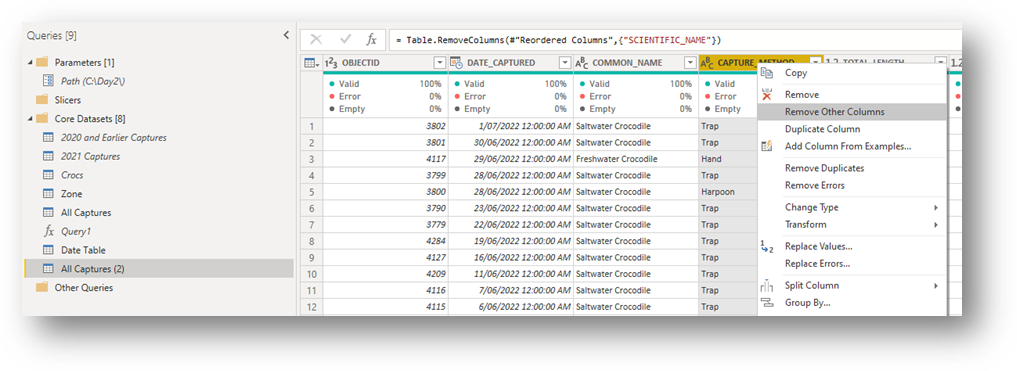 Queries [9]
= Table.RemoveColumns(#"Reordered Columns",{"SCIENTIFIC_NAME"})
Parameters [1]
Path (C:\Day2\)
Slicers
Core Datasets [8]
2020 and Earlier Captures
2021 Captures
Crocs
Zone
All Captures
fx Query1
Date Table
All Captures (2)
Other Queries
1²3 OBJECTID DATE_CAPTURED ABC COMMON_NAME ABC CAPTURE_METHOD 1.2 TOTAL_LENGTH 1.2
Valid 100% Valid 100% Valid 100% Valid
Error 0% Error 0% Error 0% Error
Empty 0% Empty 0% Empty 0% Empty
1 3802 1/07/2022 12:00:00 AM Saltwater Crocodile Trap
2 3801 30/06/2022 12:00:00 AM Saltwater Crocodile Trap
3 4117 29/06/2022 12:00:00 AM Freshwater Crocodile Hand
4 3799 28/06/2022 12:00:00 AM Saltwater Crocodile Trap
5 3800 28/06/2022 12:00:00 AM Saltwater Crocodile Harpoon
6 3790 23/06/2022 12:00:00 AM Saltwater Crocodile Trap
7 3779 22/06/2022 12:00:00 AM Saltwater Crocodile Trap
8 4284 19/06/2022 12:00:00 AM Saltwater Crocodile Trap
9 4127 16/06/2022 12:00:00 AM Saltwater Crocodile Trap
10 4209 11/06/2022 12:00:00 AM Saltwater Crocodile Trap
11 4116 7/06/2022 12:00:00 AM Saltwater Crocodile Trap
12 4115 6/06/2022 12:00:00 AM Saltwater Crocodile Trap
Copy
Remove
Remove Other Columns
Duplicate Column
Add Column From Examples...
Remove Duplicates
Remove Errors
Change Type
Transform
Replace Values...
Replace Errors...
Split Column
Group By...